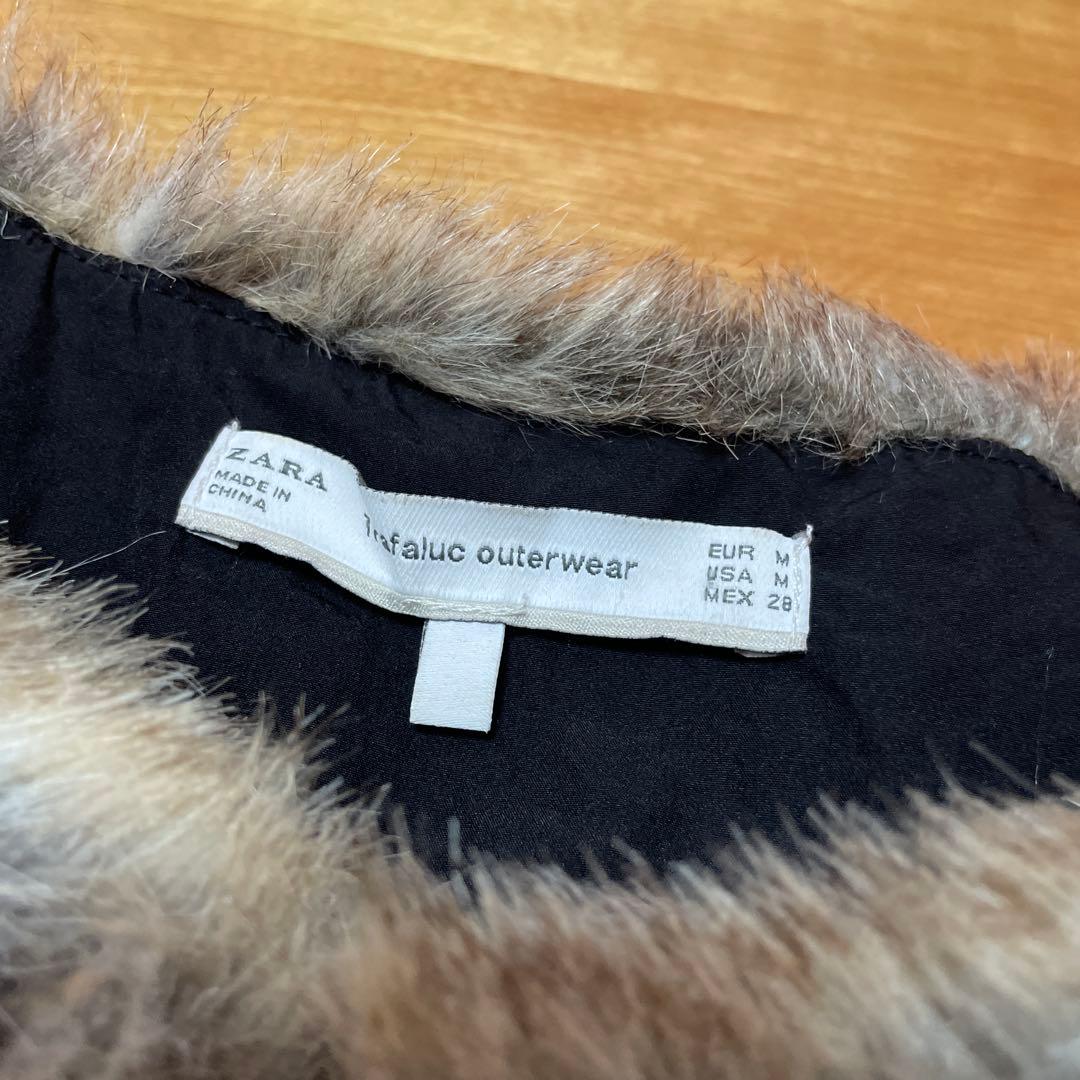 ZARA
MADE IN
CHINA
Trafaluc outerwear
EUR M
USA M
MEX 28